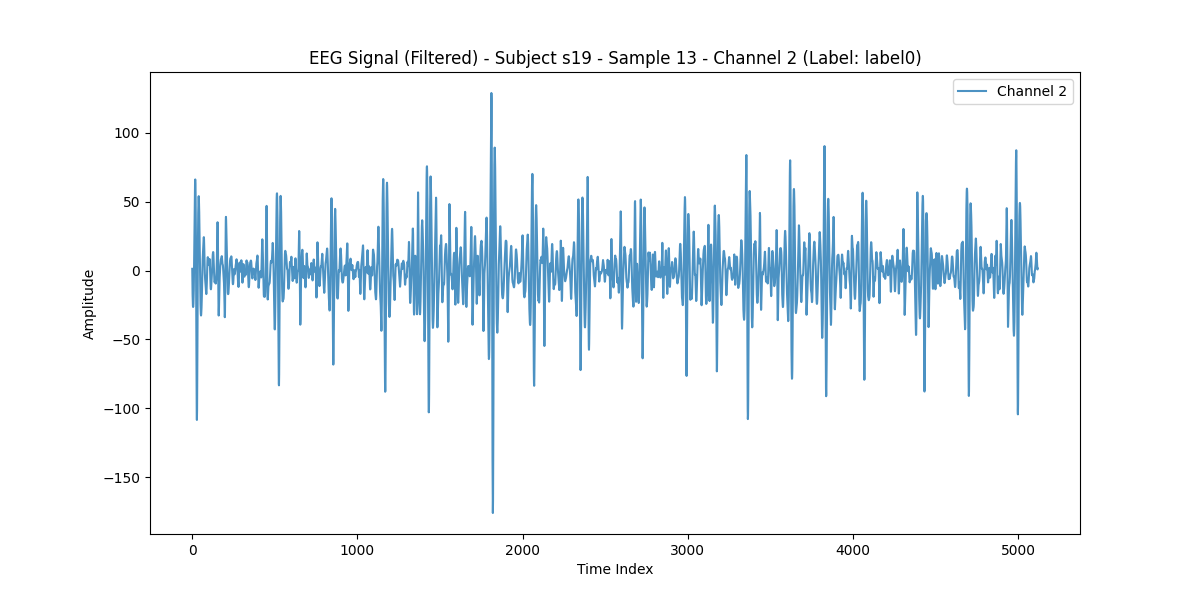 EEG Signal (Filtered) - Subject s19 - Sample 13 - Channel 2 (Label: label0)
Channel 2
100
50
0
−50
−100
−150
Amplitude
0 1000 2000 3000 4000 5000
Time Index